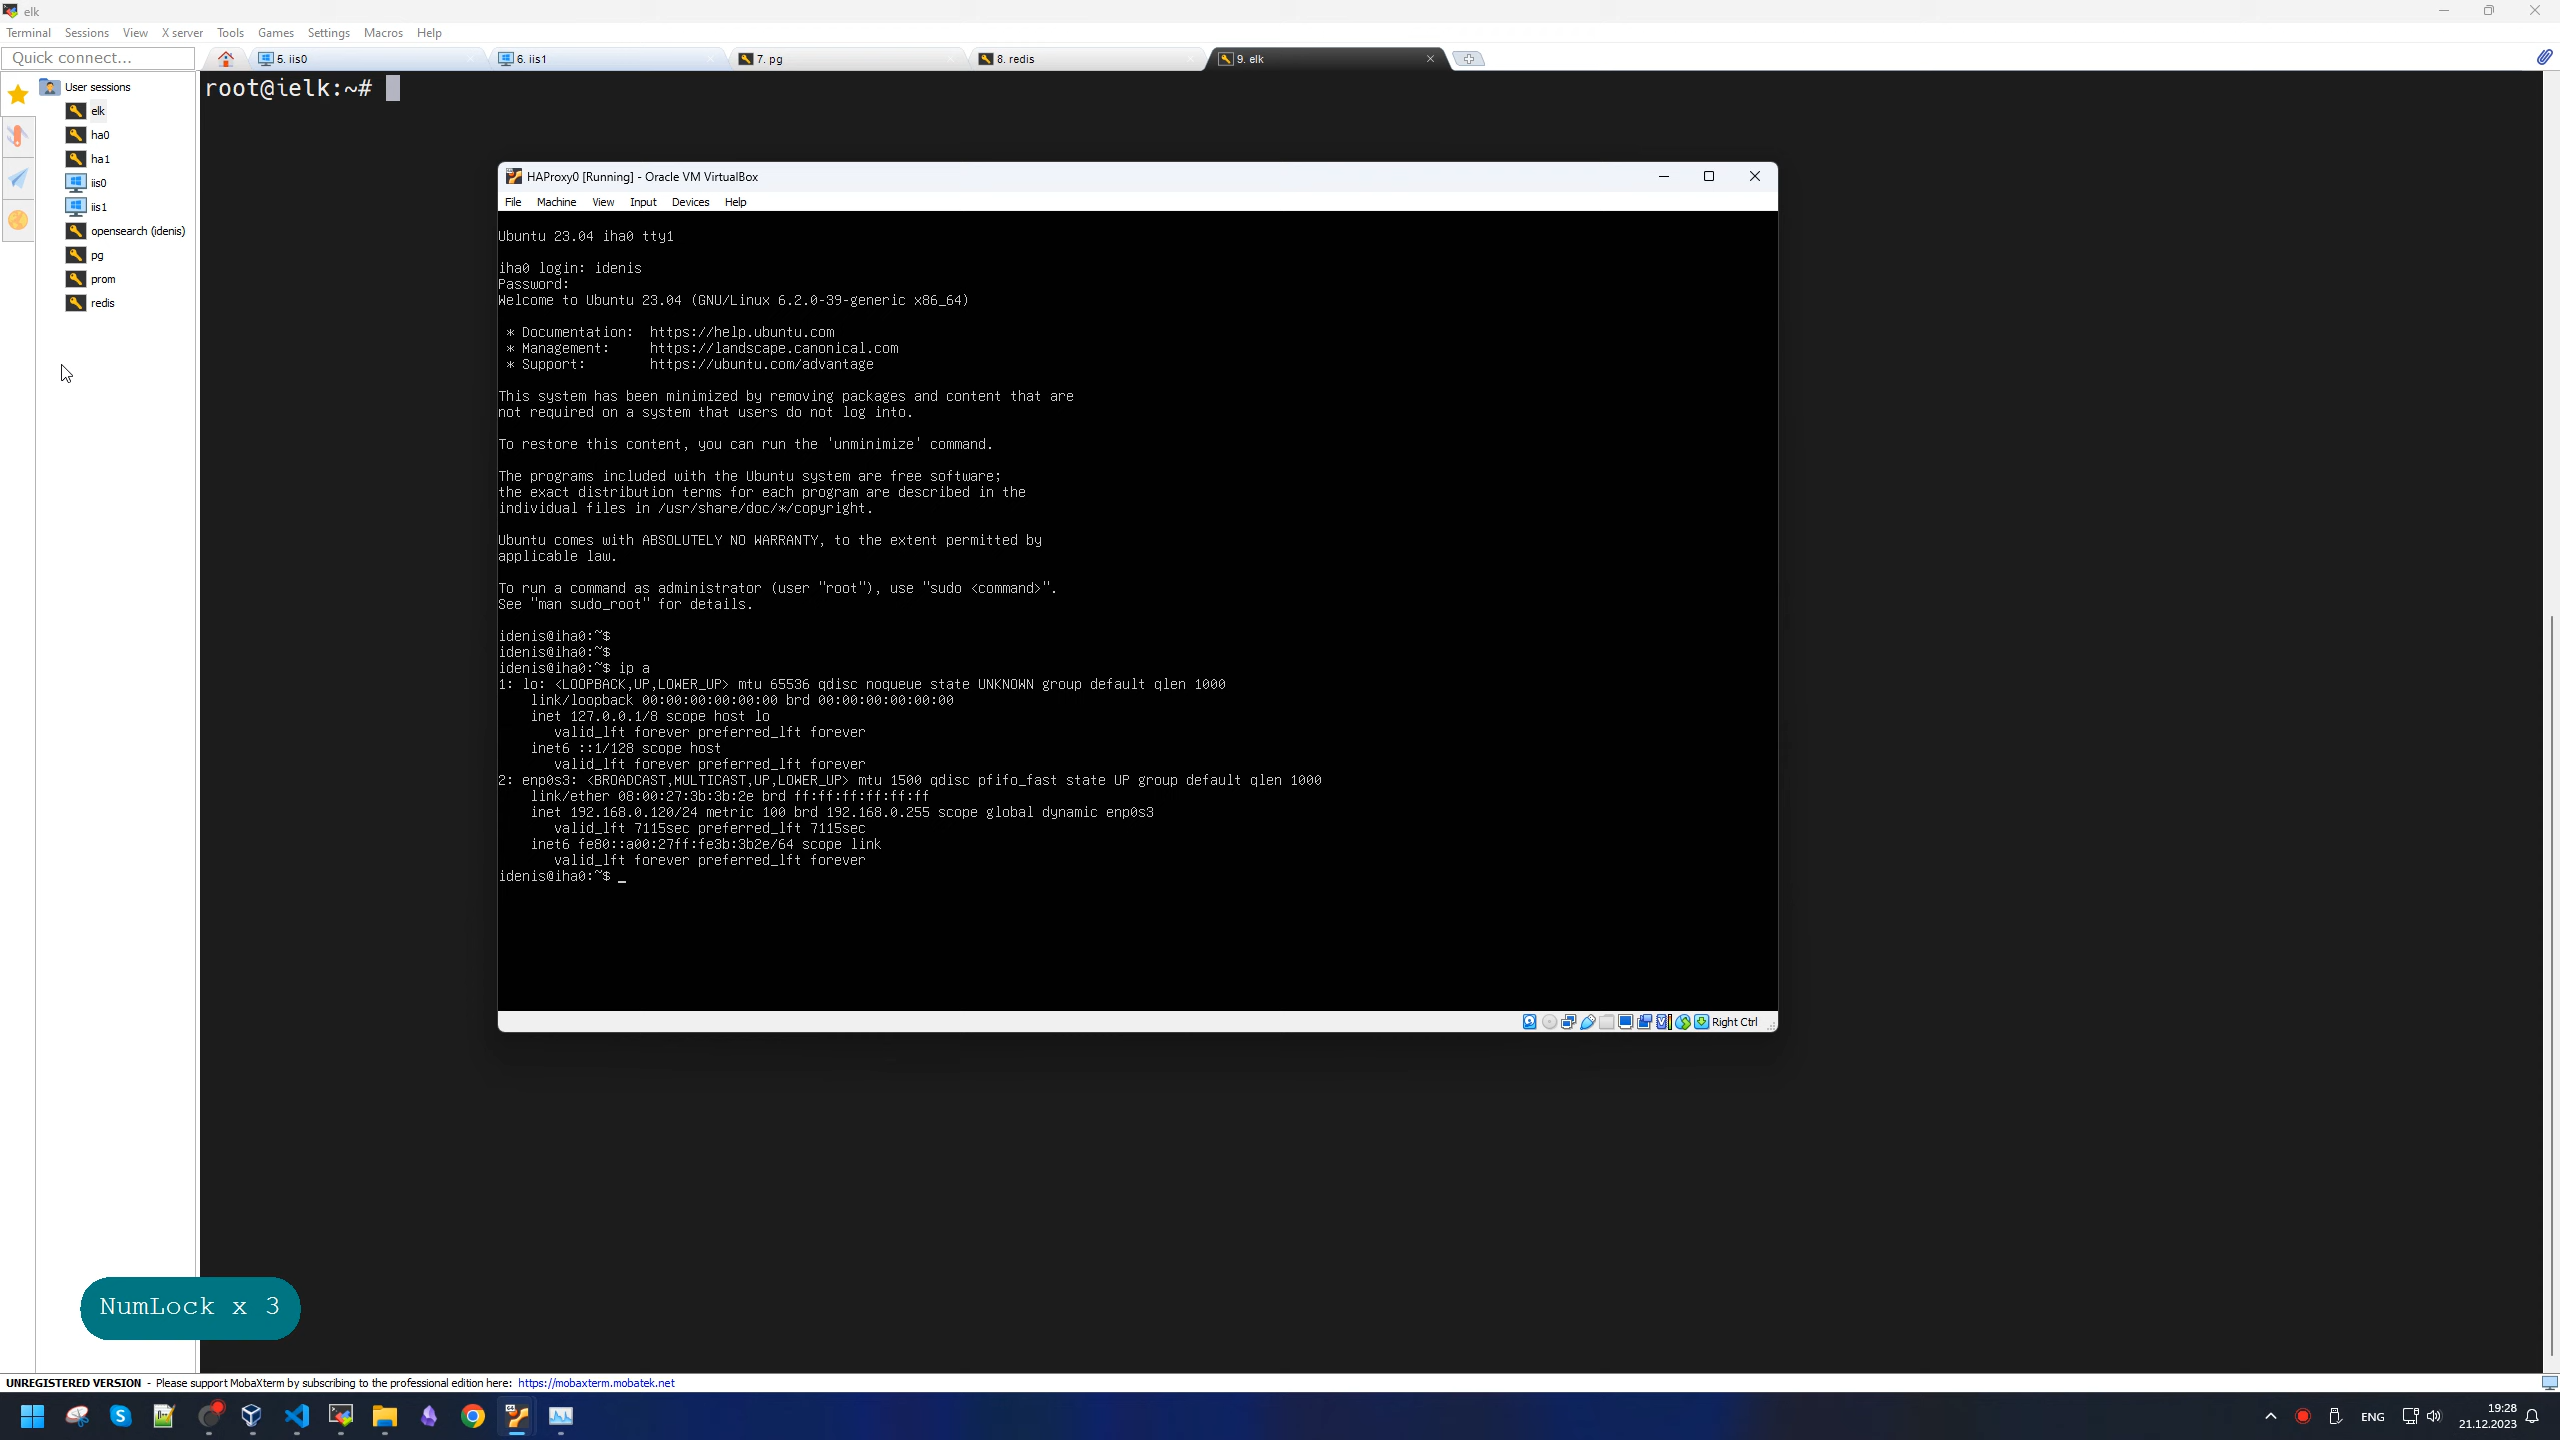 elk
Terminal Sessions View X server Tools Games Settings Macros Help
Quick connect...
5. iis0
6. iis1
7. pg
8. redis
9. elk
User sessions
elk
ha0
ha1
iis0
iis1
opensearch (idenis)
pg
prom
redis
root@ielk:~#
HAProxy0 [Running] - Oracle VM VirtualBox
File Machine View Input Devices Help
Ubuntu 23.04 iha0 tty1
iha0 login: idenis
Password:
Welcome to Ubuntu 23.04 (GNU/Linux 6.2.0-39-generic x86_64)
* Documentation: https://help.ubuntu.com
* Management: https://landscape.canonical.com
* Support: https://ubuntu.com/advantage
This system has been minimized by removing packages and content that are
not required on a system that users do not log into.
To restore this content, you can run the 'unminimize' command.
The programs included with the Ubuntu system are free software;
the exact distribution terms for each program are described in the
individual files in /usr/share/doc/*/copyright.
Ubuntu comes with ABSOLUTELY NO WARRANTY, to the extent permitted by
applicable law.
To run a command as administrator (user "root"), use "sudo <command>".
See "man sudo_root" for details.
idenis@iha0:~$
idenis@iha0:~$
idenis@iha0:~$ ip a
1: lo: <LOOPBACK,UP,LOWER_UP> mtu 65536 qdisc noqueue state UNKNOWN group default qlen 1000
link/loopback 00:00:00:00:00:00 brd 00:00:00:00:00:00
inet 127.0.0.1/8 scope host lo
valid_lft forever preferred_lft forever
inet6 ::1/128 scope host
valid_lft forever preferred_lft forever
2: enp0s3: <BROADCAST,MULTICAST,UP,LOWER_UP> mtu 1500 qdisc pfifo_fast state UP group default qlen 1000
link/ether 08:00:27:3b:3b:2e brd ff:ff:ff:ff:ff:ff
inet 192.168.0.120/24 metric 100 brd 192.168.0.255 scope global dynamic enp0s3
valid_lft 7115sec preferred_lft 7115sec
inet6 fe80::a00:27ff:fe3b:3b2e/64 scope link
valid_lft forever preferred_lft forever
idenis@iha0:~$ _
Right Ctrl
NumLock x 3
UNREGISTERED VERSION - Please support MobaXterm by subscribing to the professional edition here: https://mobaxterm.mobatek.net
ENG
19:28
21.12.2023